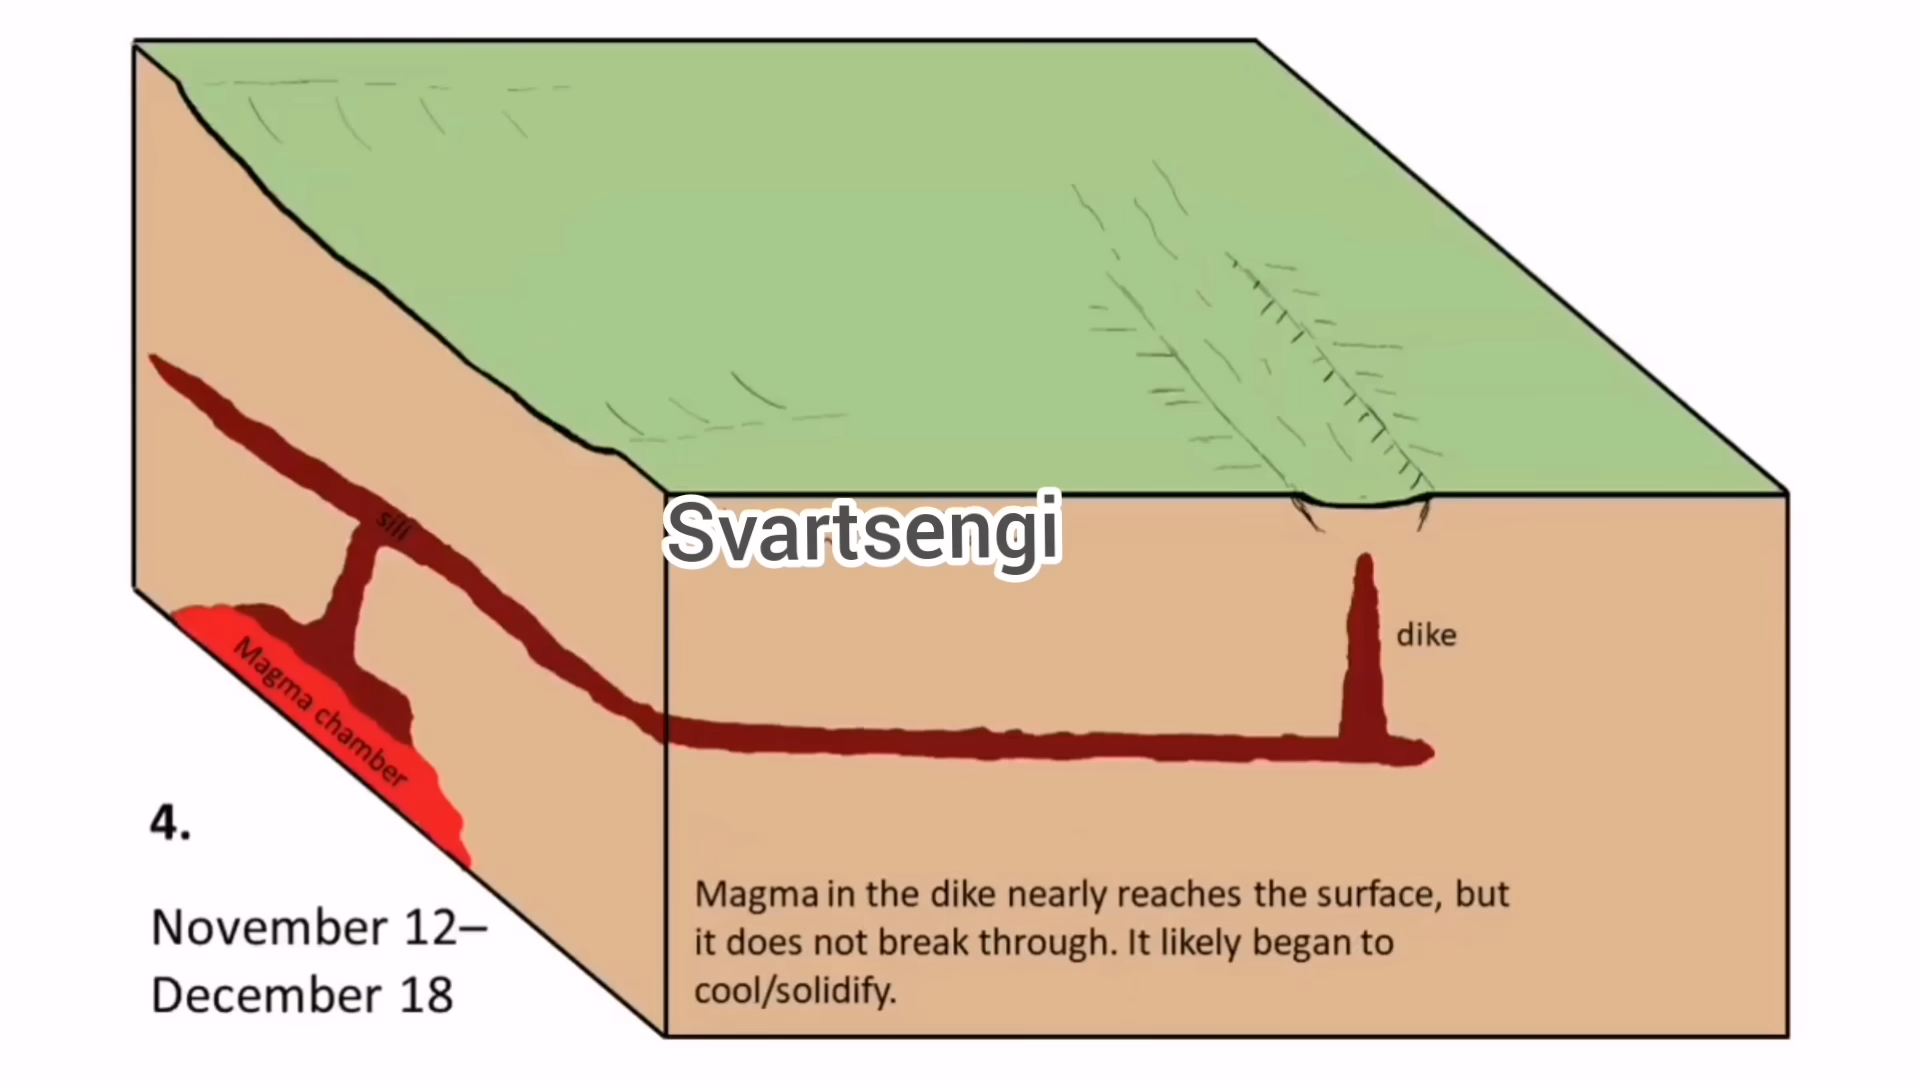 Svartsengi
sill
dike
Magma chamber
4.
November 12–
December 18
Magma in the dike nearly reaches the surface, but
it does not break through. It likely began to
cool/solidify.